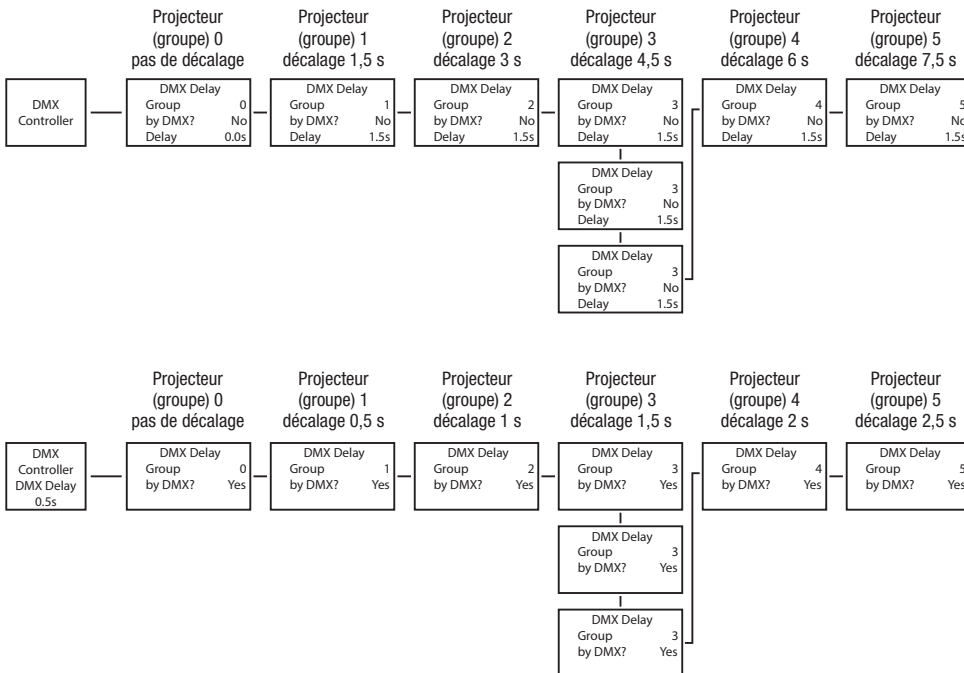 Projecteur
(groupe) 0
pas de décalage
Projecteur
(groupe) 1
décalage 1,5 s
Projecteur
(groupe) 2
décalage 3 s
Projecteur
(groupe) 3
décalage 4,5 s
Projecteur
(groupe) 4
décalage 6 s
Projecteur
(groupe) 5
décalage 7,5 s
DMX
Controller
DMX Delay
Group 0
by DMX? No
Delay 0.0s
DMX Delay
Group 1
by DMX? No
Delay 1.5s
DMX Delay
Group 2
by DMX? No
Delay 1.5s
DMX Delay
Group 3
by DMX? No
Delay 1.5s
DMX Delay
Group 3
by DMX? No
Delay 1.5s
DMX Delay
Group 3
by DMX? No
Delay 1.5s
DMX Delay
Group 4
by DMX? No
Delay 1.5s
DMX Delay
Group 5
by DMX? No
Delay 1.5s
Projecteur
(groupe) 0
pas de décalage
Projecteur
(groupe) 1
décalage 0,5 s
Projecteur
(groupe) 2
décalage 1 s
Projecteur
(groupe) 3
décalage 1,5 s
Projecteur
(groupe) 4
décalage 2 s
Projecteur
(groupe) 5
décalage 2,5 s
DMX
Controller
DMX Delay
0.5s
DMX Delay
Group 0
by DMX? Yes
DMX Delay
Group 1
by DMX? Yes
DMX Delay
Group 2
by DMX? Yes
DMX Delay
Group 3
by DMX? Yes
DMX Delay
Group 3
by DMX? Yes
DMX Delay
Group 3
by DMX? Yes
DMX Delay
Group 4
by DMX? Yes
DMX Delay
Group 5
by DMX? Yes